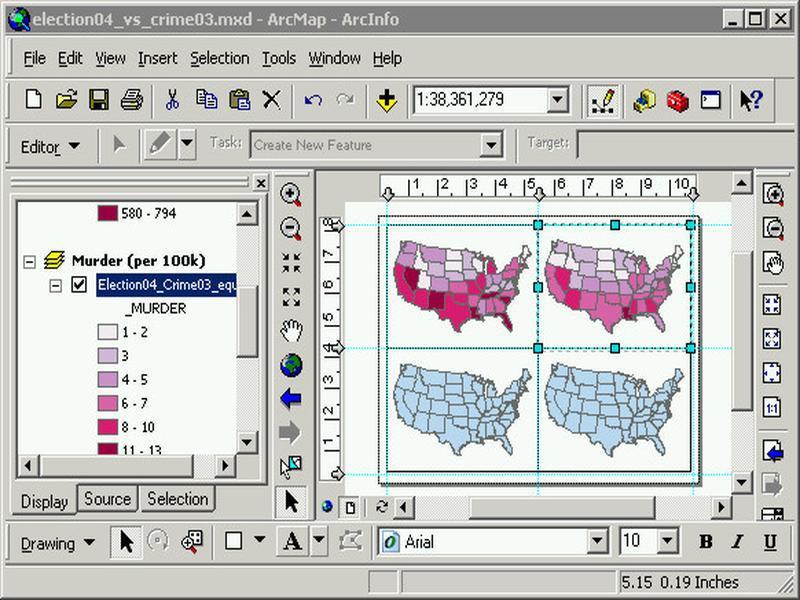 election04_vs_crime03.mxd - ArcMap - ArcInfo
File Edit View Insert Selection Tools Window Help
1:38,361,279
Editor Task: Create New Feature Target:
580 - 794
Murder (per 100k)
Election04_Crime03_equ
_MURDER
1 - 2
3
4 - 5
6 - 7
8 - 10
11 - 13
Display Source Selection
1 2 3 4 5 6 7 8 9 10
8
7
6
5
4
3
2
1
1:1
Drawing A Arial 10 B I U
5.15 0.19 Inches